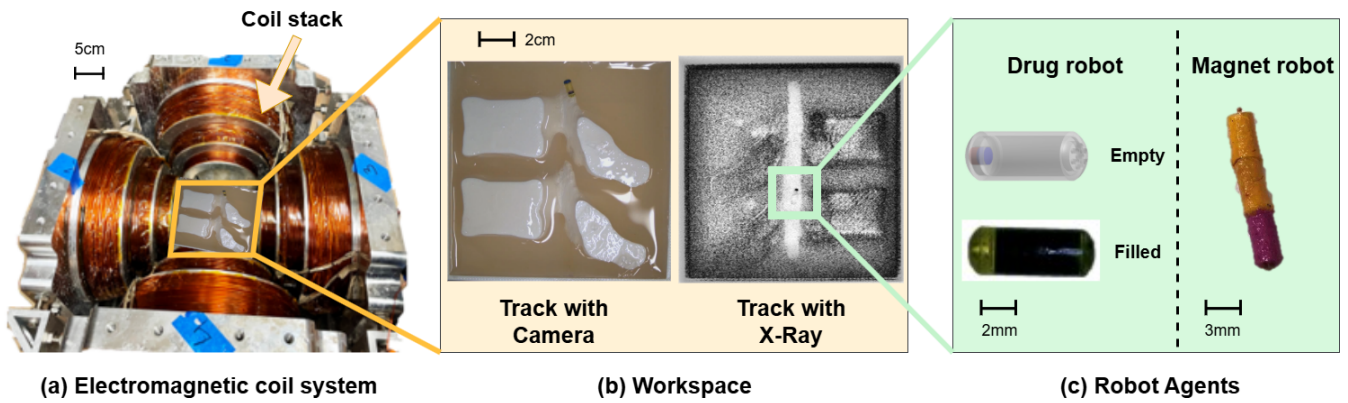 Coil stack
5cm
2cm
Track with
Camera
Track with
X-Ray
Drug robot
Magnet robot
Empty
Filled
2mm
3mm
(a) Electromagnetic coil system
(b) Workspace
(c) Robot Agents